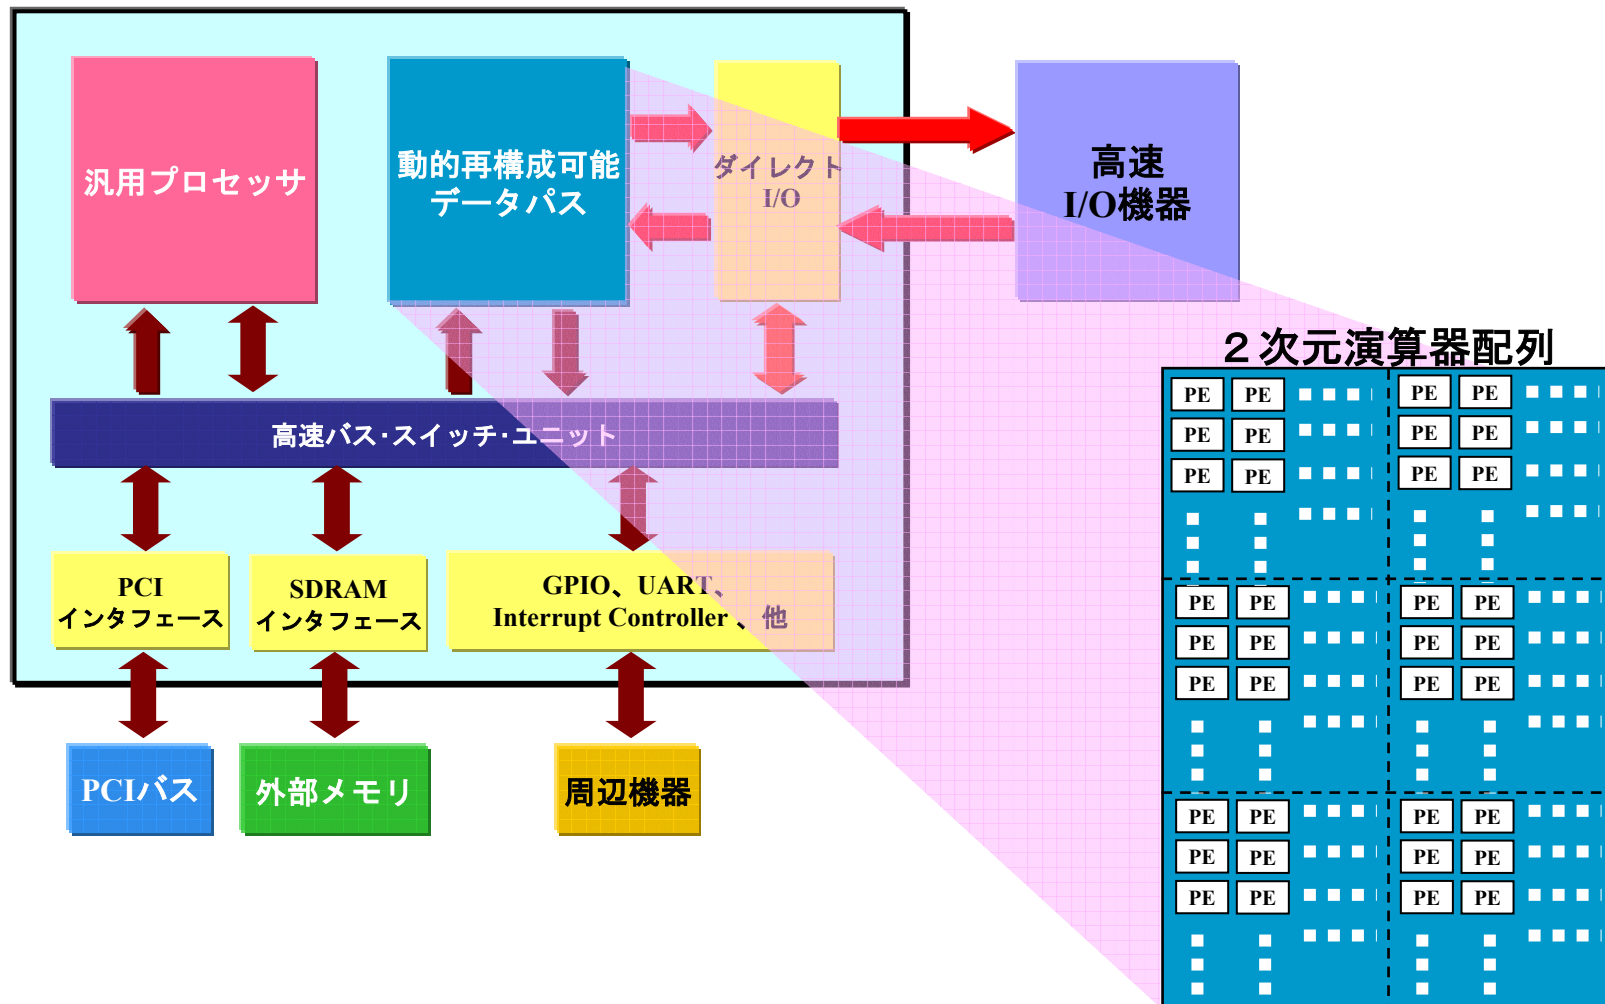 汎用プロセッサ
動的再構成可能
データパス
ダイレクト
I/O
高速
I/O機器
高速バス･スイッチ･ユニット
PCI
インタフェース
SDRAM
インタフェース
GPIO、UART、
Interrupt Controller 、他
PCIバス
外部メモリ
周辺機器
２次元演算器配列
PE PE PE PE
PE PE PE PE
PE PE PE PE
PE PE PE PE
PE PE PE PE
PE PE PE PE
PE PE PE PE
PE PE PE PE
PE PE PE PE